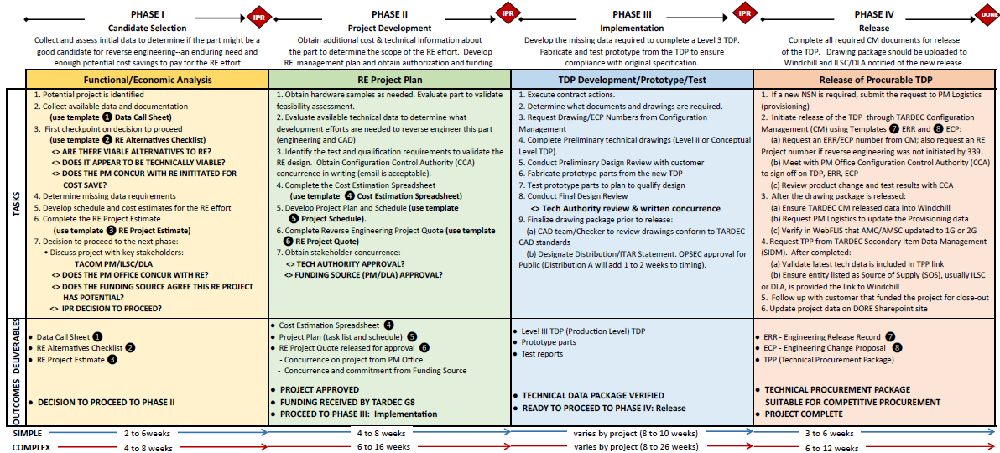 PHASE I
IPR
Candidate Selection
Collect and assess initial data to determine if the part might be a
good candidate for reverse engineering--an enduring need and
enough potential cost savings to pay for the RE effort
PHASE II
IPR
Project Development
Obtain additional cost & technical information about
the part to determine the scope of the RE effort. Develop
RE management plan and obtain authorization and funding.
PHASE III
IPR
Implementation
Develop the missing data required to complete a Level 3 TDP.
Fabricate and test prototype from the TDP to ensure
compliance with original specification.
PHASE IV
DONE
Release
Complete all required CM documents for release
of the TDP. Drawing package should be uploaded to
Windchill and ILSC/DLA notified of the new release.
TASKS
Functional/Economic Analysis
1. Potential project is identified
2. Collect available data and documentation
(use template 1 Data Call Sheet)
3. First checkpoint on decision to proceed
(use template 2 RE Alternatives Checklist)
<> ARE THERE VIABLE ALTERNATIVES TO RE?
<> DOES IT APPEAR TO BE TECHNICALLY VIABLE?
<> DOES THE PM CONCUR WITH RE INITITATED FOR
COST SAVE?
4. Determine missing data requirements
5. Develop schedule and cost estimates for the RE effort
6. Complete the RE Project Estimate
(use template 3 RE Project Estimate)
7. Decision to proceed to the next phase:
• Discuss project with key stakeholders:
TACOM PM/ILSC/DLA
<> DOES THE PM OFFICE CONCUR WITH RE?
<> DOES THE FUNDING SOURCE AGREE THIS RE PROJECT
HAS POTENTIAL?
<> IPR DECISION TO PROCEED?
RE Project Plan
1. Obtain hardware samples as needed. Evaluate part to validate
feasibility assessment.
2. Evaluate available technical data to determine what
development efforts are needed to reverse engineer this part
(engineering and CAD)
3. Identify the test and qualification requirements to validate the
RE design. Obtain Configuration Control Authority (CCA)
concurrence in writing (email is acceptable).
4. Complete the Cost Estimation Spreadsheet
(use template 4 Cost Estimation Spreadsheet)
5. Develop Project Plan and Schedule (use template
5 Project Schedule).
6. Complete Reverse Engineering Project Quote (use template
6 RE Project Quote)
7. Obtain stakeholder concurrence:
<> TECH AUTHORITY APPROVAL?
<> FUNDING SOURCE (PM/DLA) APPROVAL?
TDP Development/Prototype/Test
1. Execute contract actions.
2. Determine what documents and drawings are required.
3. Request Drawing/ECP Numbers from Configuration
Management
4. Complete Preliminary technical drawings (Level II or Conceptual
Level TDP).
5. Conduct Preliminary Design Review with customer
6. Fabricate prototype parts from the new TDP
7. Test prototype parts to plan to qualify design
8. Conduct Final Design Review
<> Tech Authority review & written concurrence
9. Finalize drawing package prior to release:
(a) CAD team/Checker to review drawings conform to TARDEC
CAD standards
(b) Designate Distribution/ITAR Statement. OPSEC approval for
Public (Distribution A will add 1 to 2 weeks to timing).
Release of Procurable TDP
1. If a new NSN is required, submit the request to PM Logistics
(provisioning)
2. Initiate release of the TDP through TARDEC Configuration
Management (CM) using Templates 7 ERR and 8 ECP:
(a) Request an ERR/ECP number from CM; also request an RE
Project number if reverse engineering was not initiated by 339.
(b) Meet with PM Office Configuration Control Authority (CCA)
to sign off on TDP, ERR, ECP
(c) Review product change and test results with CCA
3. After the drawing package is released:
(a) Ensure TARDEC CM released data into Windchill
(b) Request PM Logistics to update the Provisioning data
(c) Verify in WebFLIS that AMC/AMSC updated to 1G or 2G
4. Request TPP from TARDEC Secondary Item Data Management
(SIDM). After completed:
(a) Validate latest tech data is included in TPP link
(b) Ensure entity listed as Source of Supply (SOS), usually ILSC
or DLA, is provided the link to Windchill
5. Follow up with customer that funded the project for close-out
6. Update project data on DORE Sharepoint site
DELIVERABLES
• Data Call Sheet 1
• RE Alternatives Checklist 2
• RE Project Estimate 3
• Cost Estimation Spreadsheet 4
• Project Plan (task list and schedule) 5
• RE Project Quote released for approval 6
- Concurrence on project from PM Office
- Concurrence and commitment from Funding Source
• Level III TDP (Production Level) TDP
• Prototype parts
• Test reports
• ERR - Engineering Release Record 7
• ECP - Engineering Change Proposal 8
• TPP (Technical Procurement Package)
OUTCOMES
• DECISION TO PROCEED TO PHASE II
• PROJECT APPROVED
• FUNDING RECEIVED BY TARDEC G8
• PROCEED TO PHASE III: Implementation
• TECHNICAL DATA PACKAGE VERIFIED
• READY TO PROCEED TO PHASE IV: Release
• TECHNICAL PROCUREMENT PACKAGE
SUITABLE FOR COMPETITIVE PROCUREMENT
• PROJECT COMPLETE
SIMPLE 2 to 6weeks 4 to 8 weeks varies by project (8 to 10 weeks) 3 to 6 weeks
COMPLEX 4 to 8 weeks 6 to 16 weeks varies by project (8 to 26 weeks) 6 to 12 weeks